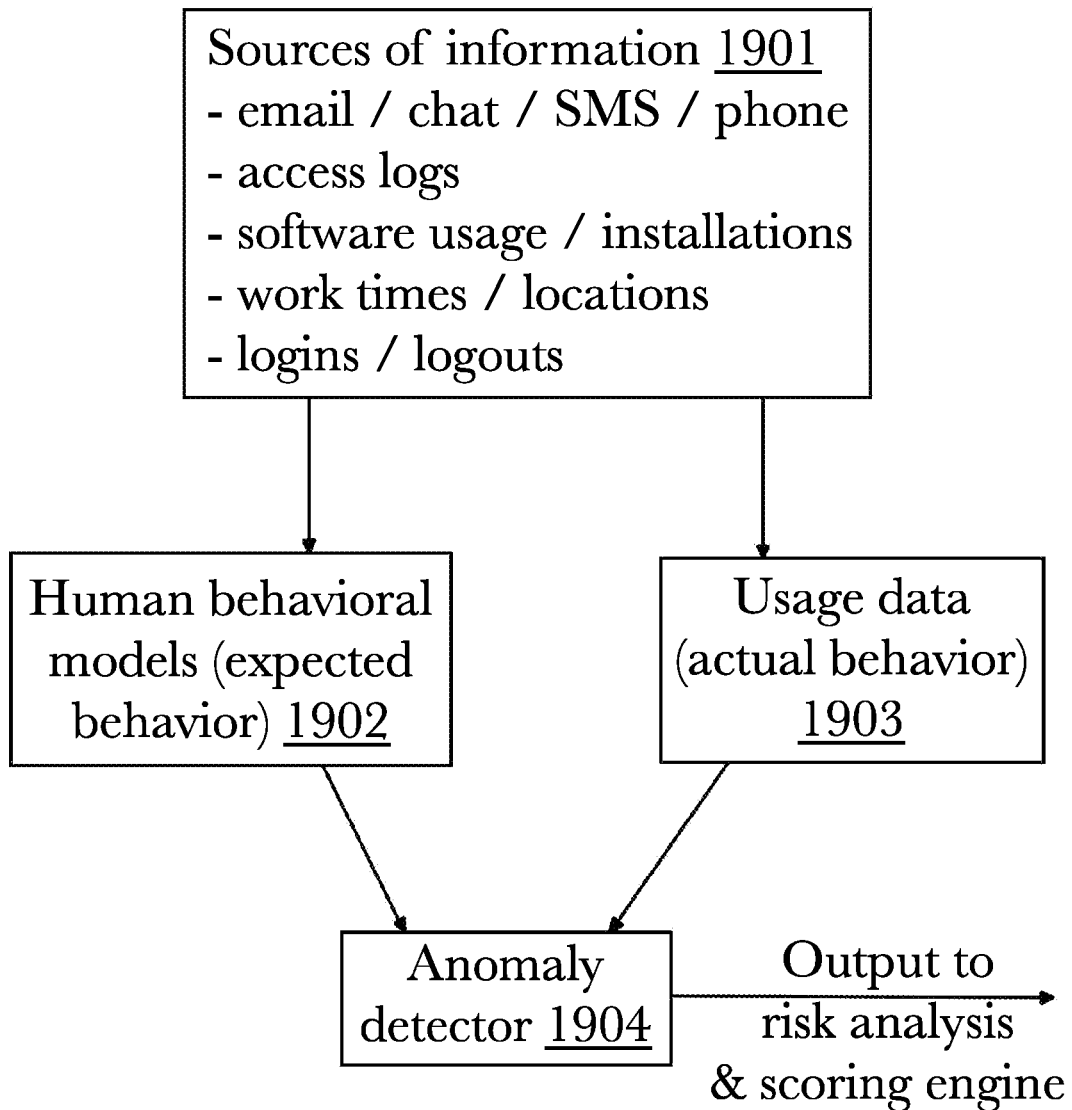 Sources of information 1901
- email / chat / SMS / phone
- access logs
- software usage / installations
- work times / locations
- logins / logouts
Human behavioral
models (expected
behavior) 1902
Usage data
(actual behavior)
1903
Anomaly
detector 1904
Output to
risk analysis
& scoring engine